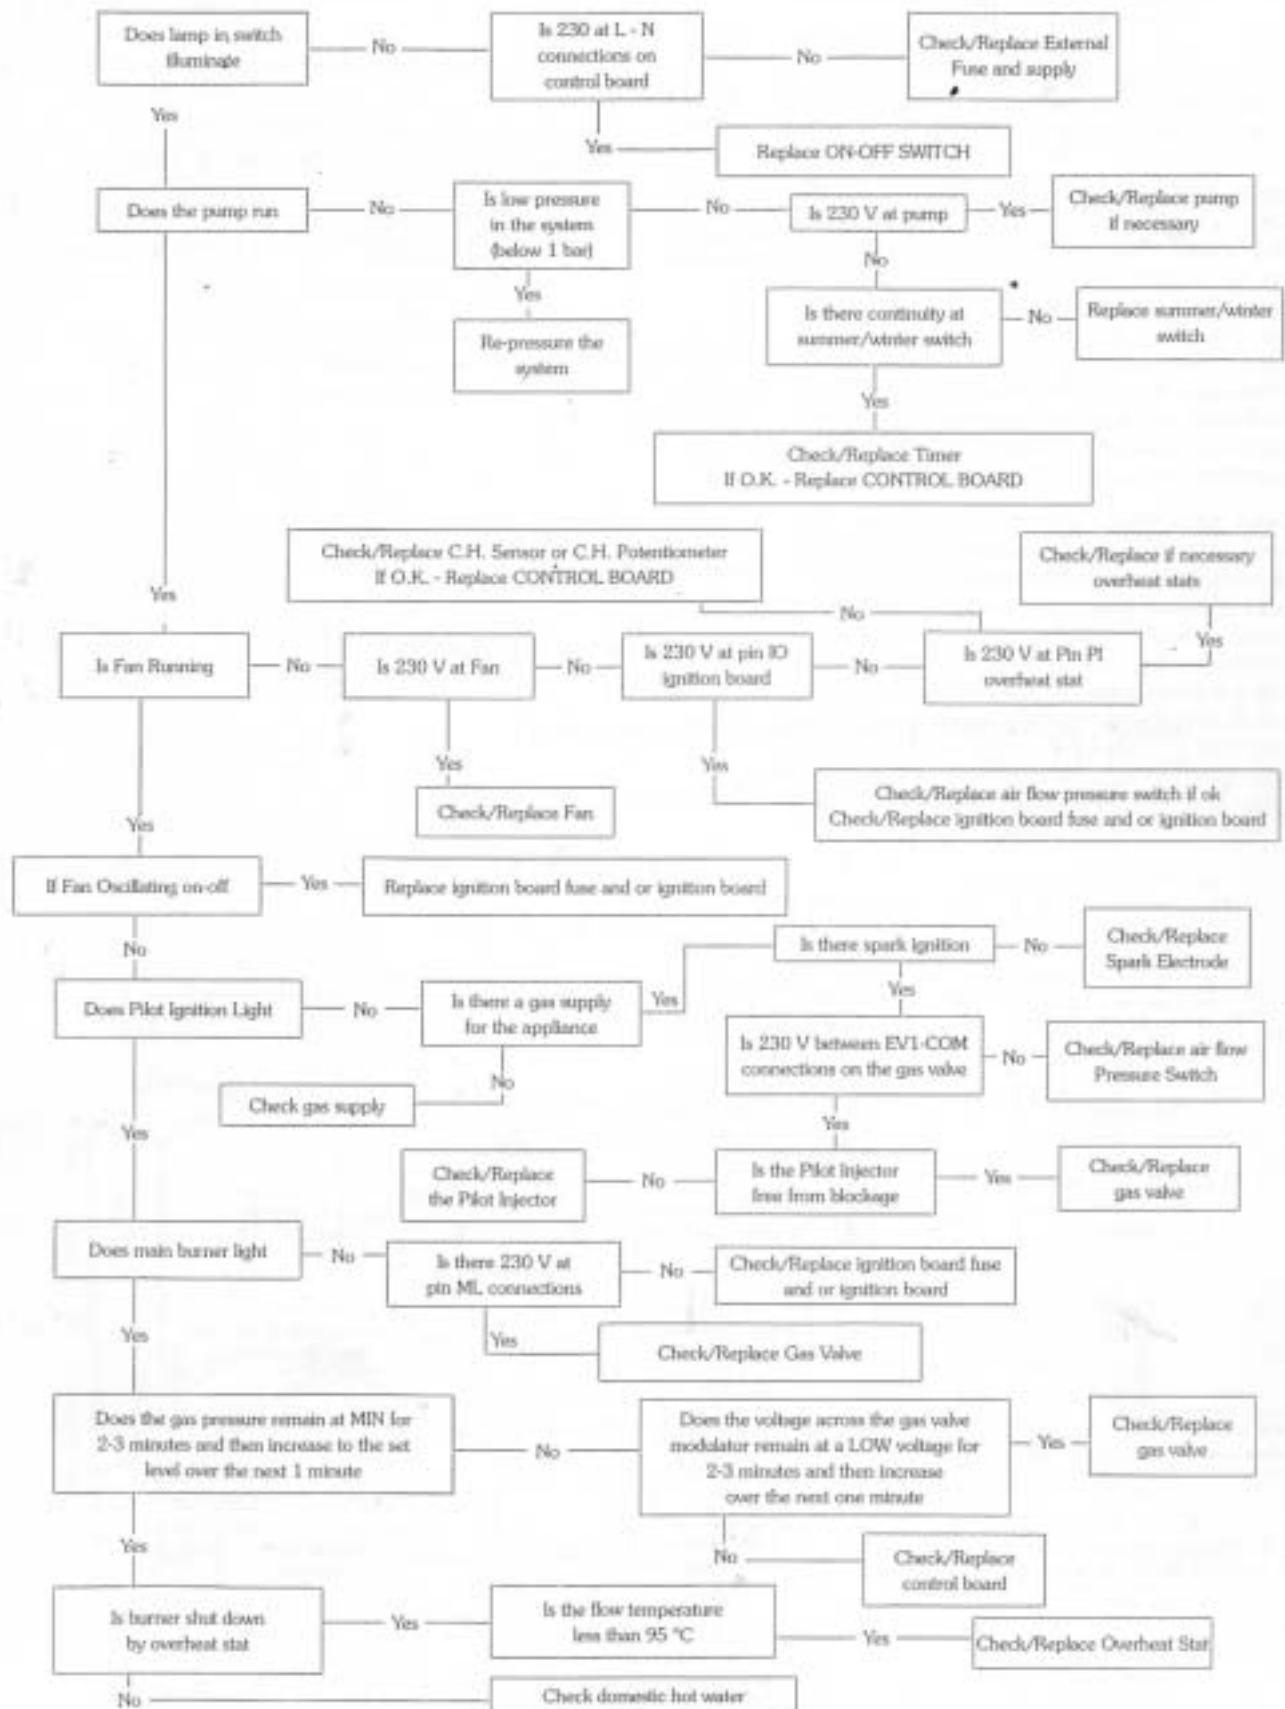 Does lamp in switch
illuminate
No
Is 230 at L - N
connections on
control board
No
Check/Replace External
Fuse and supply
Yes
Yes
Replace ON-OFF SWITCH
Does the pump run
No
Is low pressure
in the system
(below 1 bar)
No
Is 230 V at pump
Yes
Check/Replace pump
if necessary
No
Yes
Is there continuity at
summer/winter switch
No
Replace summer/winter
switch
Re-pressure the
system
Yes
Check/Replace Timer
If O.K. - Replace CONTROL BOARD
Check/Replace C.H. Sensor or C.H. Potentiometer
If O.K. - Replace CONTROL BOARD
Check/Replace if necessary
overheat stats
Yes
No
Yes
Is Fan Running
No
Is 230 V at Fan
No
Is 230 V at pin IO
ignition board
No
Is 230 V at Pin PI
overheat stat
Yes
Yes
Check/Replace Fan
Check/Replace air flow pressure switch if ok
Check/Replace ignition board fuse and or ignition board
Yes
If Fan Oscillating on-off
Yes
Replace ignition board fuse and or ignition board
No
Is there spark ignition
No
Check/Replace
Spark Electrode
Does Pilot Ignition Light
No
Is there a gas supply
for the appliance
Yes
Yes
Is 230 V between EV1-COM
connections on the gas valve
No
Check/Replace air flow
Pressure Switch
No
Check gas supply
Yes
Yes
Check/Replace
the Pilot Injector
No
Is the Pilot Injector
free from blockage
Yes
Check/Replace
gas valve
Does main burner light
No
Is there 230 V at
pin ML connections
No
Check/Replace ignition board fuse
and or ignition board
Yes
Yes
Check/Replace Gas Valve
Does the gas pressure remain at MIN for
2-3 minutes and then increase to the set
level over the next 1 minute
No
Does the voltage across the gas valve
modulator remain at a LOW voltage for
2-3 minutes and then increase
over the next one minute
Yes
Check/Replace
gas valve
Yes
No
Check/Replace
control board
Is burner shut down
by overheat stat
Yes
Is the flow temperature
less than 95 °C
Yes
Check/Replace Overheat Stat
No
Check domestic hot water